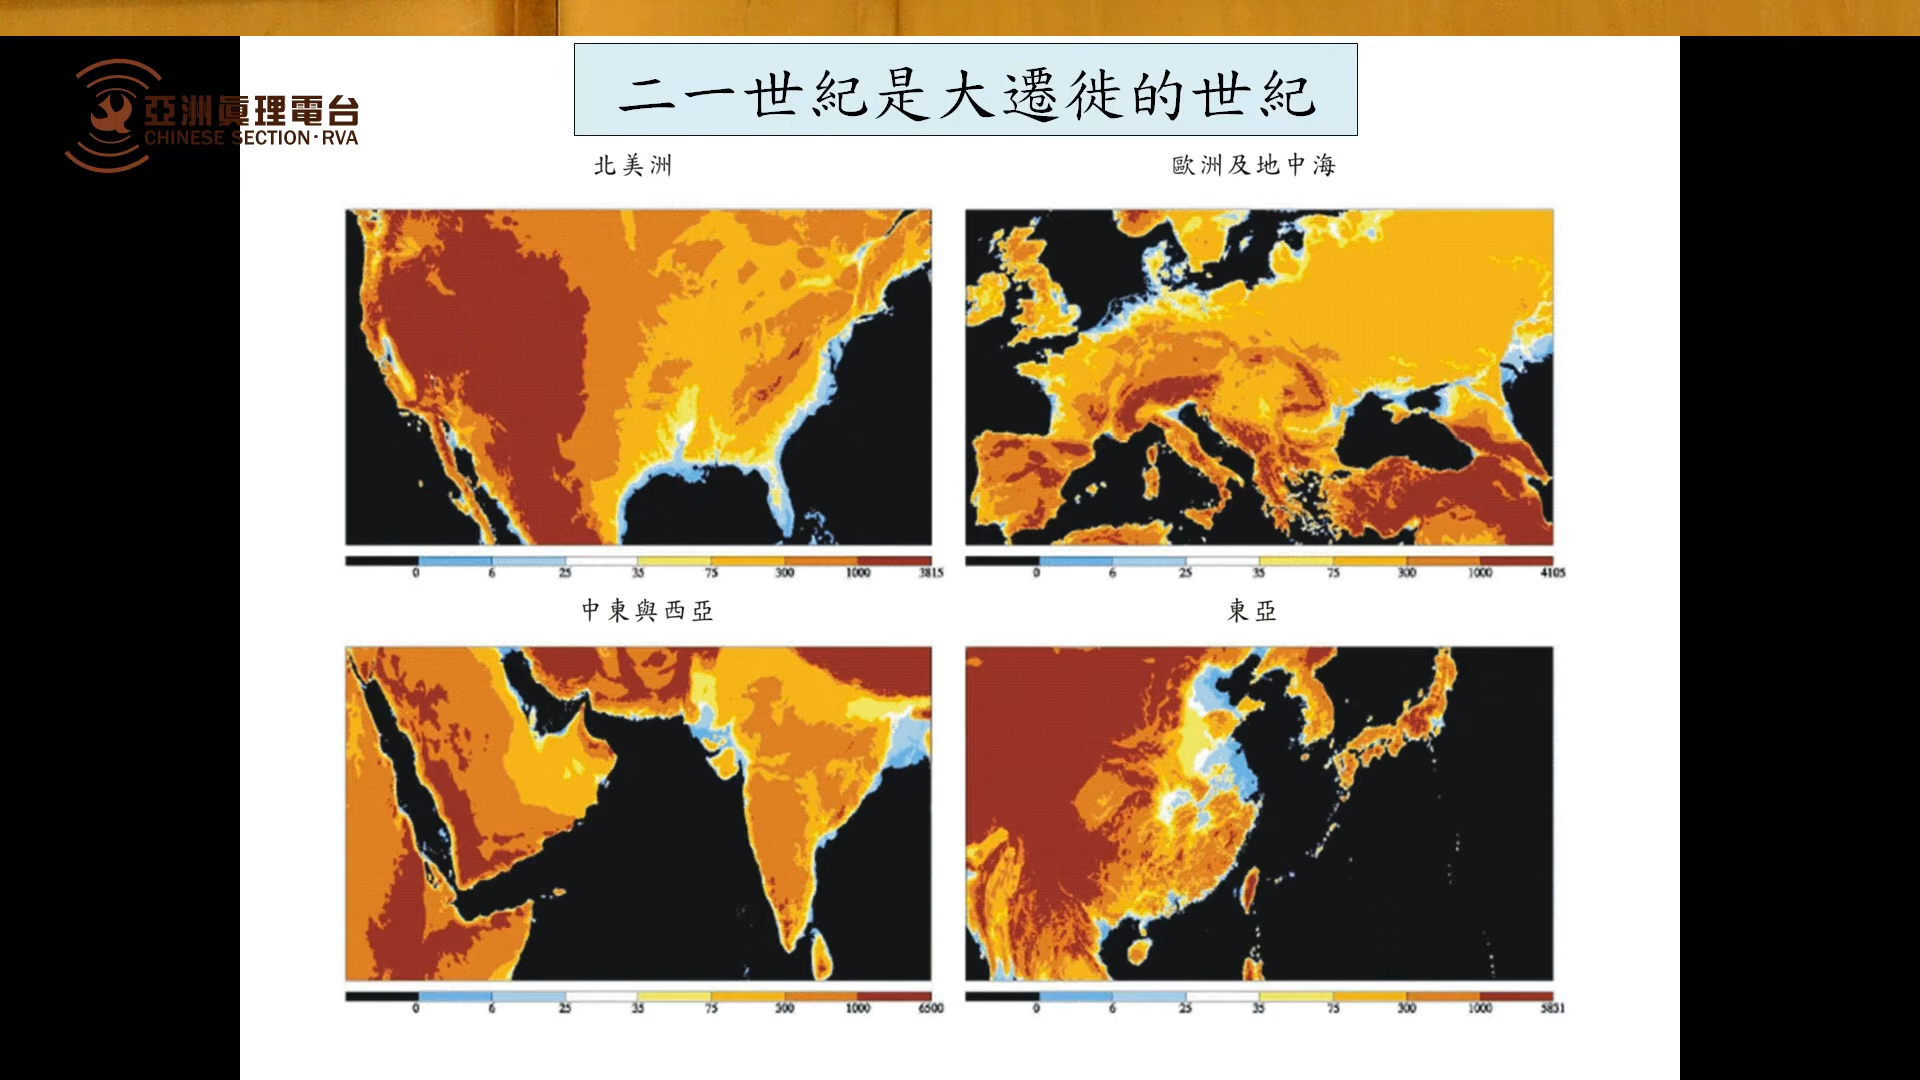 二一世紀是大遷徙的世紀
亞洲眞理電台
CHINESE SECTION·RVA
北美洲
歐洲及地中海
0 6 25 35 75 300 1000 3815
0 6 25 35 75 300 1000 4105
中東與西亞
東亞
0 6 25 35 75 300 1000 6500
0 6 25 35 75 300 1000 5831